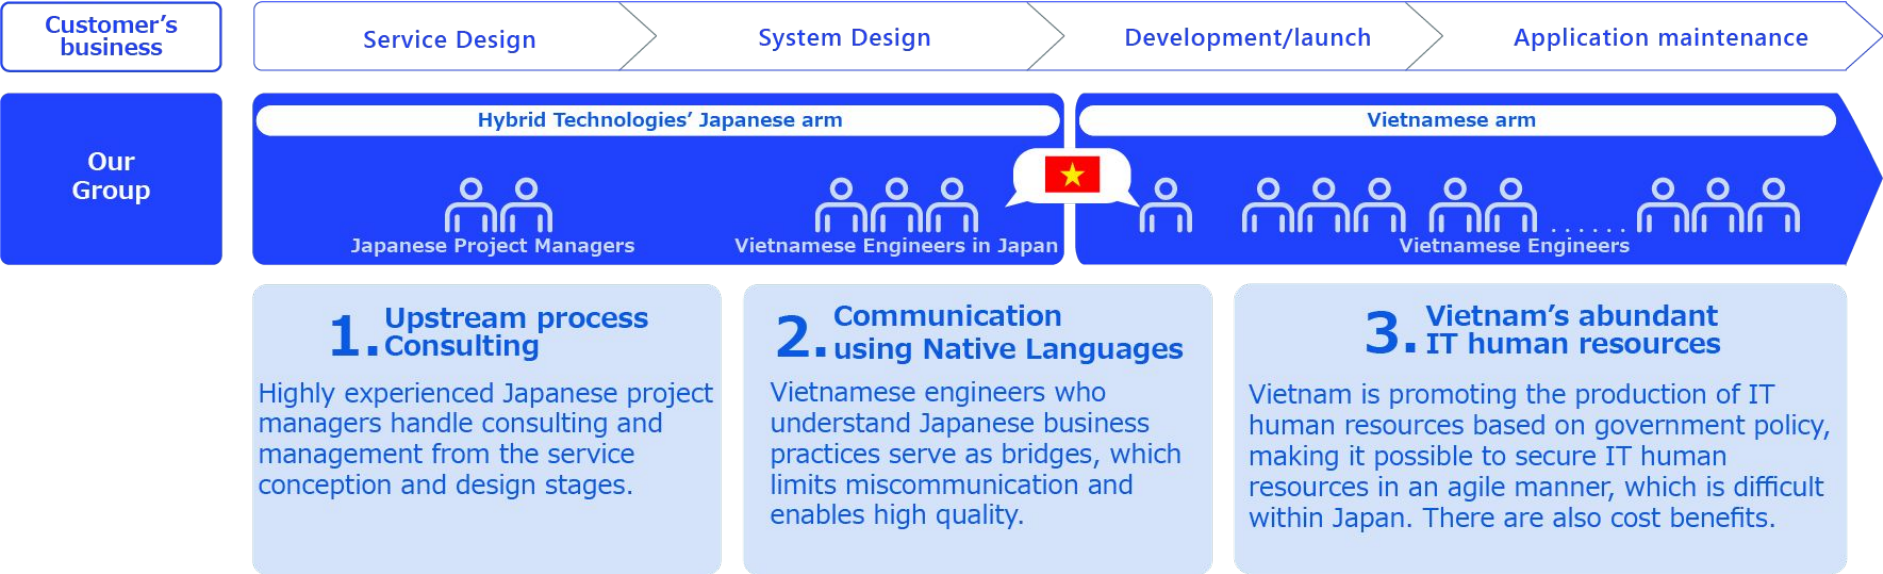 Customer’s
business
Service Design
System Design
Development/launch
Application maintenance
Our
Group
Hybrid Technologies’ Japanese arm
Vietnamese arm
Japanese Project Managers
Vietnamese Engineers in Japan
......
Vietnamese Engineers
1. Upstream process
Consulting
Highly experienced Japanese project
managers handle consulting and
management from the service
conception and design stages.
2. Communication
using Native Languages
Vietnamese engineers who
understand Japanese business
practices serve as bridges, which
limits miscommunication and
enables high quality.
3. Vietnam’s abundant
IT human resources
Vietnam is promoting the production of IT
human resources based on government policy,
making it possible to secure IT human
resources in an agile manner, which is difficult
within Japan. There are also cost benefits.